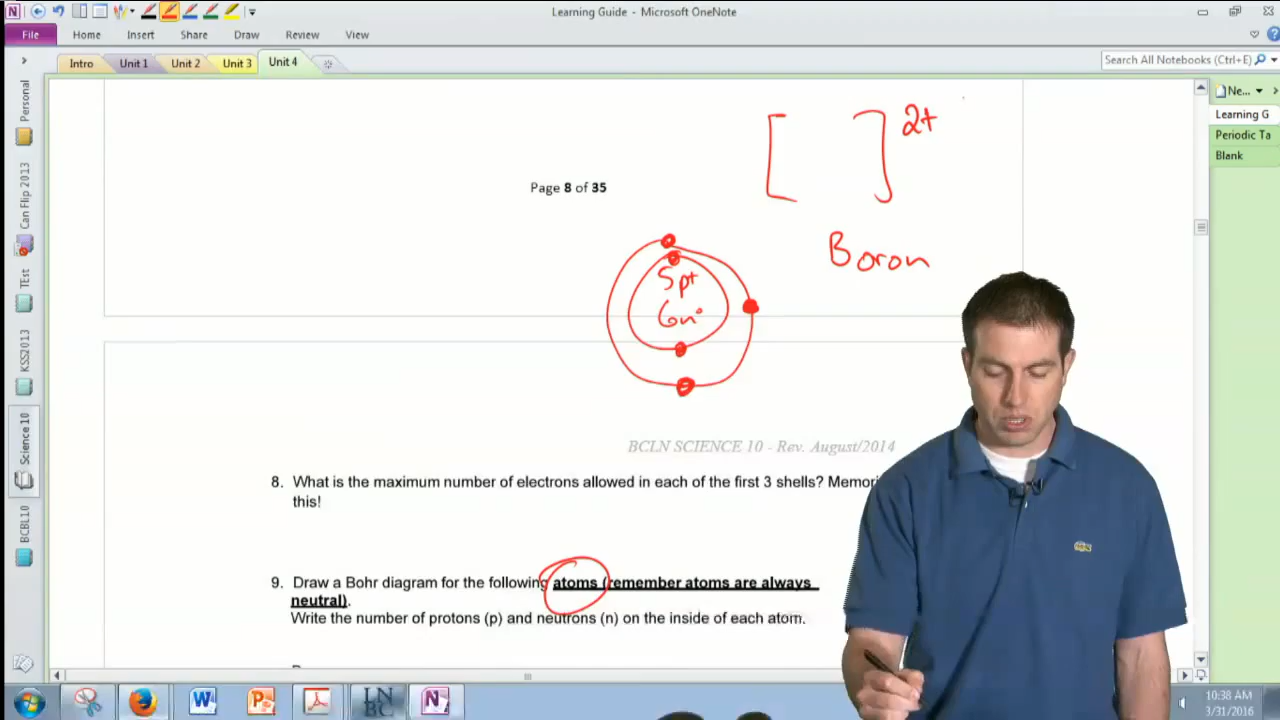 Learning Guide - Microsoft OneNote
File Home Insert Share Draw Review View
Intro Unit 1 Unit 2 Unit 3 Unit 4
Search All Notebooks (Ctrl+E)
Ne...
Learning G
Periodic Ta
Blank
Personal
Can Flip 2013
TEst
KSS2013
Science 10
BCBL10
2+
Page 8 of 35
Boron
5 p+
6n°
BCLN SCIENCE 10 - Rev. August/2014
8. What is the maximum number of electrons allowed in each of the first 3 shells? Memori
this!
9. Draw a Bohr diagram for the following atoms (remember atoms are always
neutral).
Write the number of protons (p) and neutrons (n) on the inside of each atom.
LN
BC
10:38 AM
3/31/2016